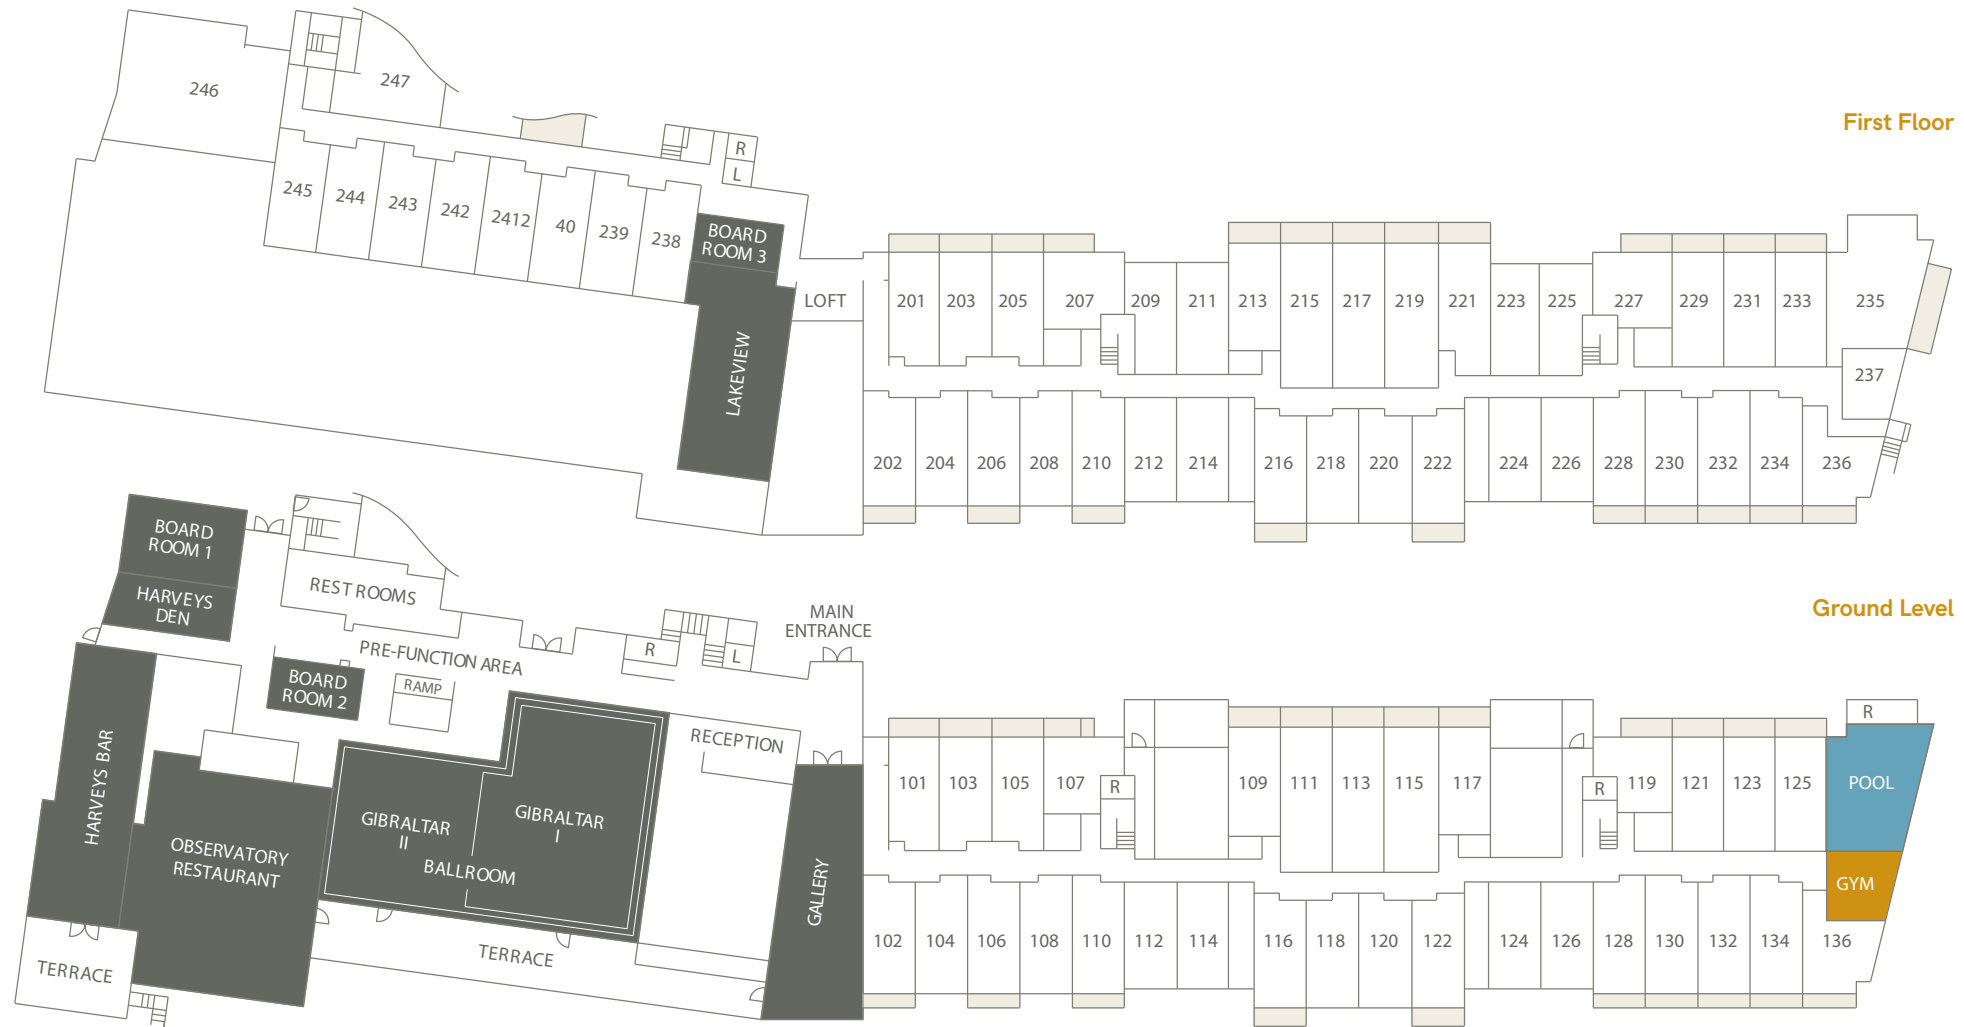 First Floor
246
247
R
L
245
244
243
242
2412
40
239
238
BOARD
ROOM 3
LAKEVIEW
LOFT
201
203
205
207
209
211
213
215
217
219
221
223
225
227
229
231
233
235
237
202
204
206
208
210
212
214
216
218
220
222
224
226
228
230
232
234
236
Ground Level
BOARD
ROOM 1
HARVEYS
DEN
REST ROOMS
PRE-FUNCTION AREA
BOARD
ROOM 2
RAMP
R
L
MAIN
ENTRANCE
RECEPTION
HARVEYS BAR
OBSERVATORY
RESTAURANT
GIBRALTAR
II
GIBRALTAR
I
BALLROOM
GALLERY
TERRACE
TERRACE
101
103
105
107
R
109
111
113
115
117
R
119
121
123
125
R
POOL
GYM
102
104
106
108
110
112
114
116
118
120
122
124
126
128
130
132
134
136